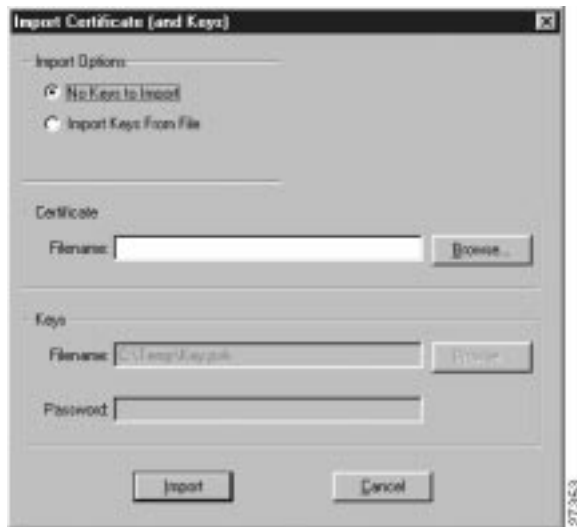 Import Certificate (and Keys)
Import Options
No Keys to Import
Import Keys From File
Certificate
Filename:
Browse...
Keys
Filename:
Browse...
Password:
Import
Cancel